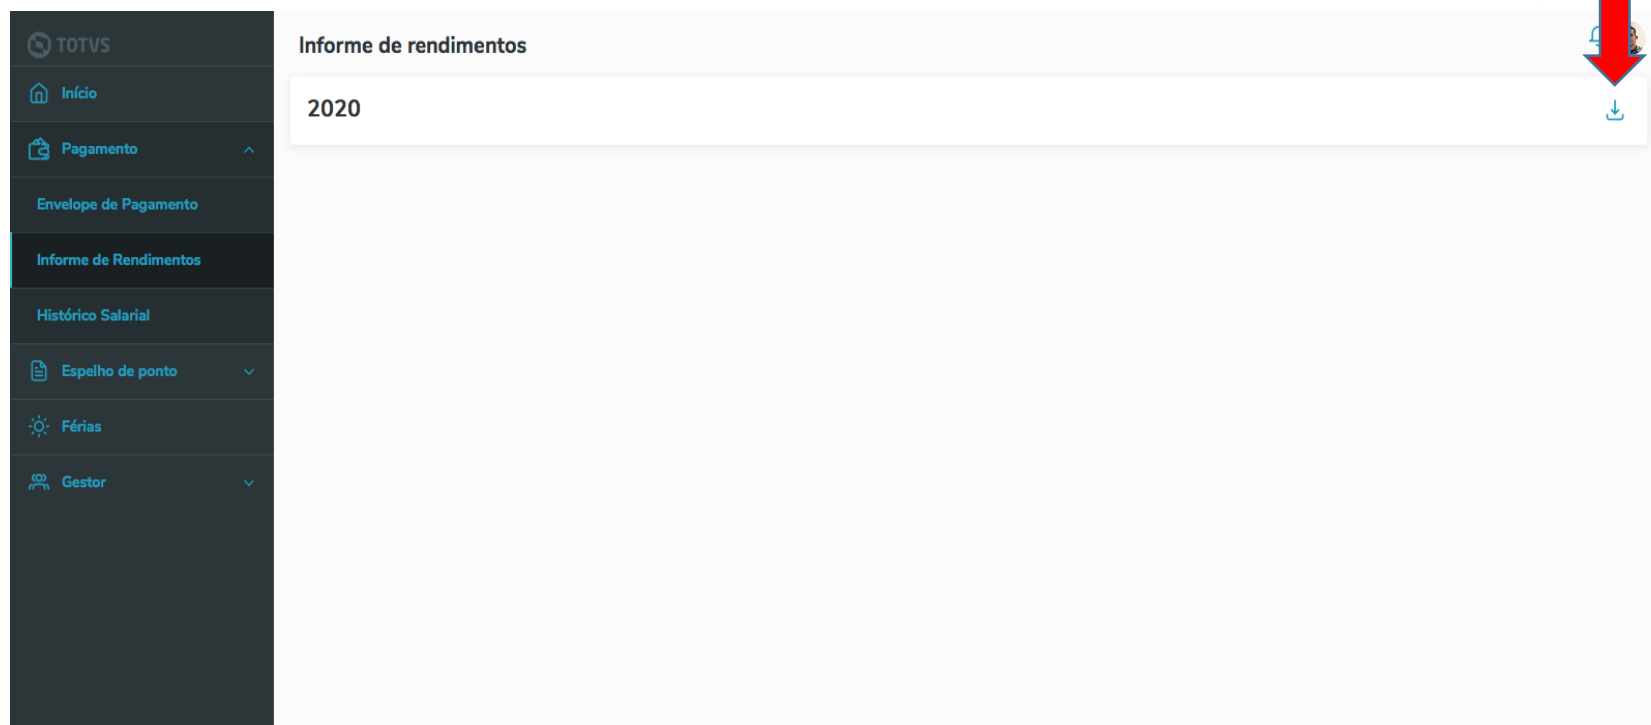 TOTVS
Informe de rendimentos
Início
2020
Pagamento
Envelope de Pagamento
Informe de Rendimentos
Histórico Salarial
Espelho de ponto
Férias
Gestor